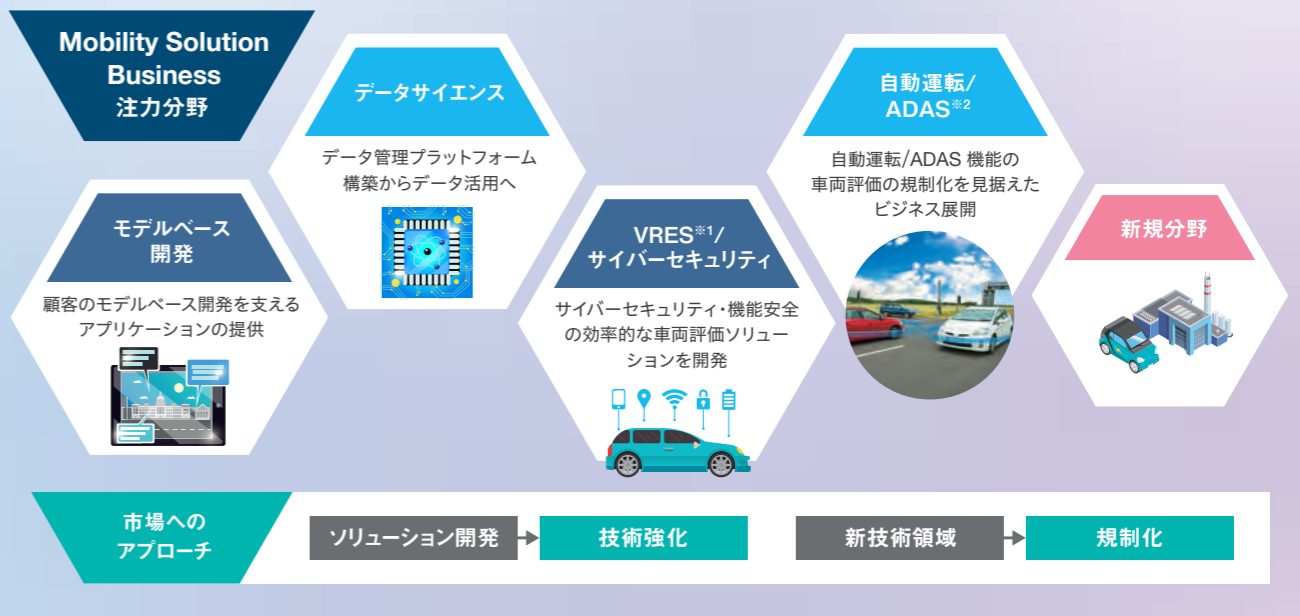 Mobility Solution
Business
注力分野
モデルベース
開発
顧客のモデルベース開発を支える
アプリケーションの提供
データサイエンス
データ管理プラットフォーム
構築からデータ活用へ
VRES※1/
サイバーセキュリティ
サイバーセキュリティ・機能安全
の効率的な車両評価ソリュー
ションを開発
自動運転/
ADAS※2
自動運転/ADAS 機能の
車両評価の規制化を見据えた
ビジネス展開
新規分野
市場への
アプローチ
ソリューション開発
技術強化
新技術領域
規制化